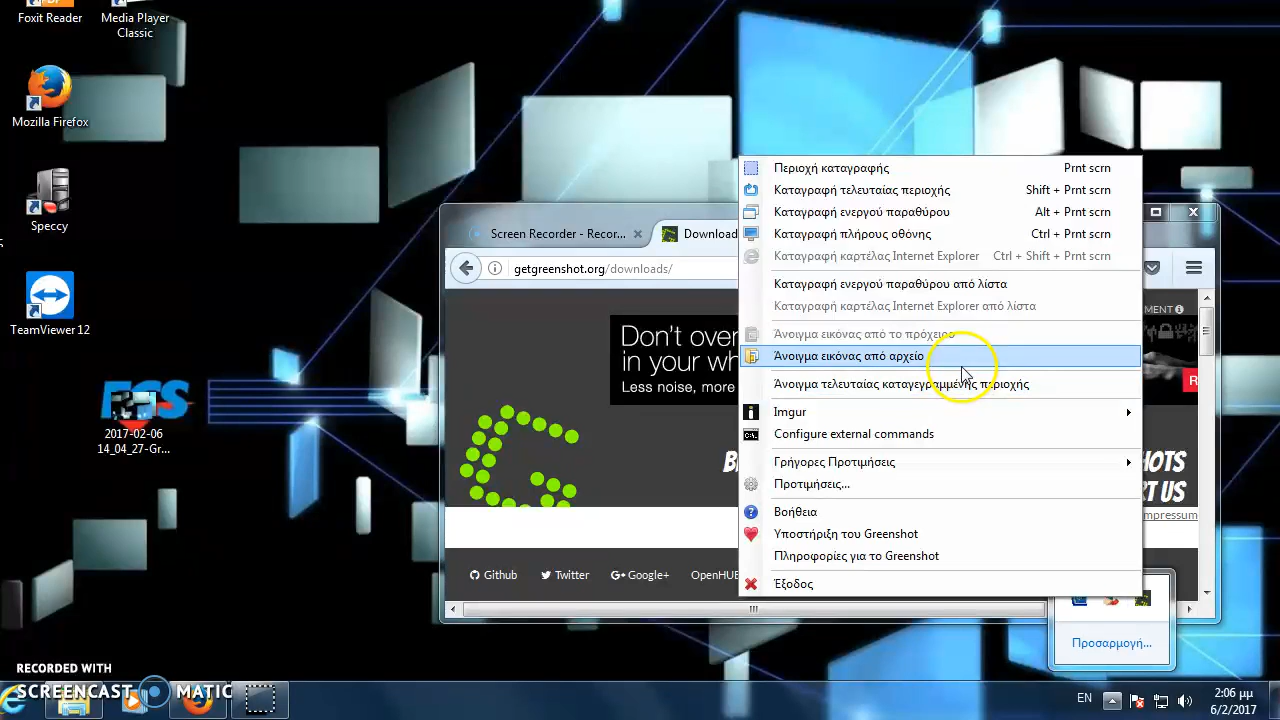 Foxit Reader
Media Player
Classic
Mozilla Firefox
Speccy
TeamViewer 12
2017-02-06
14_04_27-Gr...
Screen Recorder - Recor...
Download
getgreenshot.org/downloads/
Don't over
in your w
Less noise, more
MENT
Github
Twitter
Google+
OpenHUB
HOTS
T US
mpressum
Περιοχή καταγραφής Prnt scrn
Καταγραφή τελευταίας περιοχής Shift + Prnt scrn
Καταγραφή ενεργού παραθύρου Alt + Prnt scrn
Καταγραφή πλήρους οθόνης Ctrl + Prnt scrn
Καταγραφή καρτέλας Internet Explorer Ctrl + Shift + Prnt scrn
Καταγραφή ενεργού παραθύρου από λίστα
Καταγραφή καρτέλας Internet Explorer από λίστα
Άνοιγμα εικόνας από το πρόχειρο
Άνοιγμα εικόνας από αρχείο
Άνοιγμα τελευταίας καταγεγραμμένης περιοχής
Imgur
Configure external commands
Γρήγορες Προτιμήσεις
Προτιμήσεις...
Βοήθεια
Υποστήριξη του Greenshot
Πληροφορίες για το Greenshot
Έξοδος
Προσαρμογή...
RECORDED WITH
SCREENCAST MATIC
EN
2:06 μμ
6/2/2017